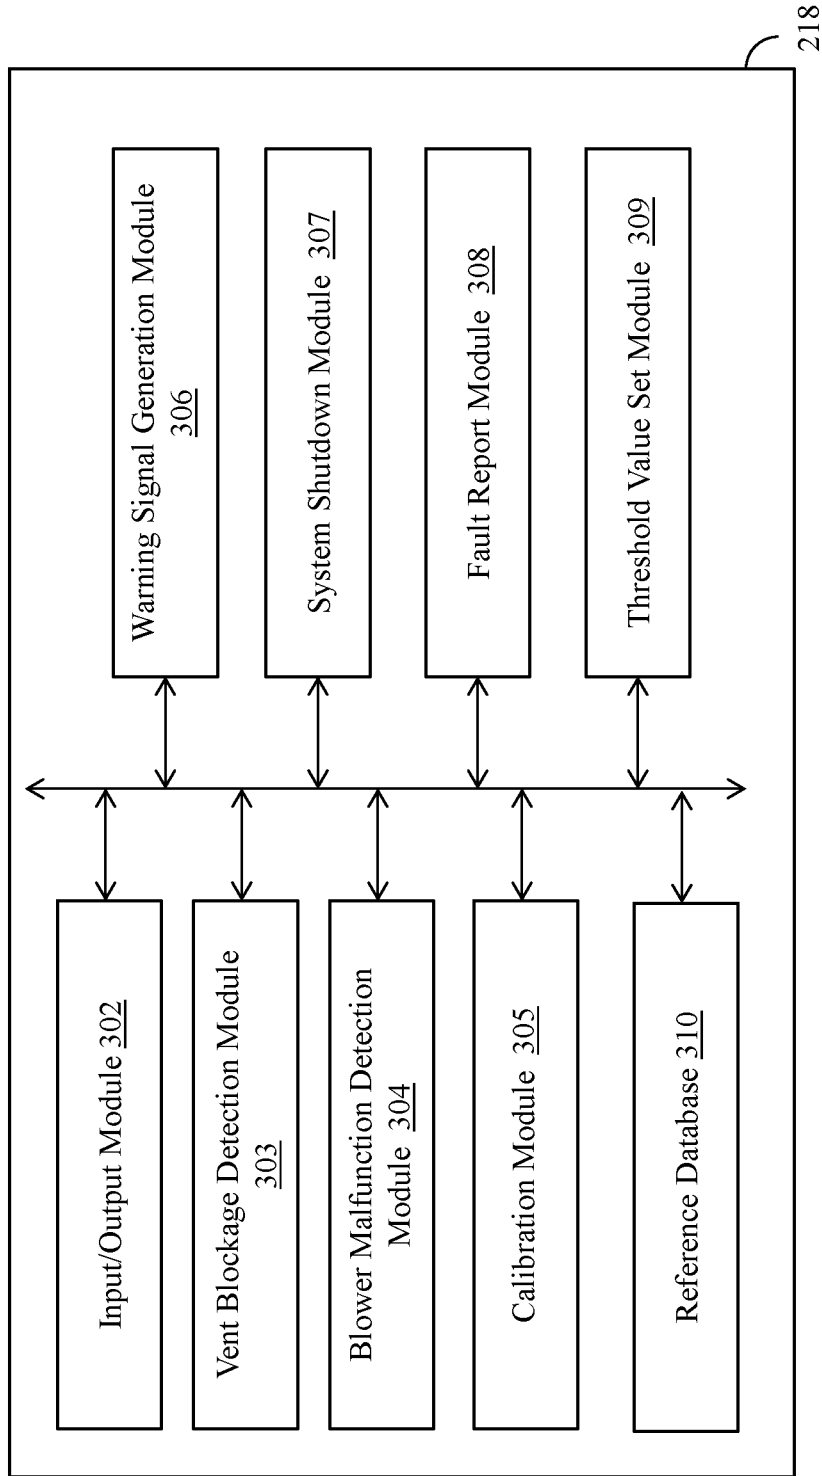 Input/Output Module 302
Vent Blockage Detection Module
303
Blower Malfunction Detection
Module 304
Calibration Module 305
Reference Database 310
Warning Signal Generation Module
306
System Shutdown Module 307
Fault Report Module 308
Threshold Value Set Module 309
218